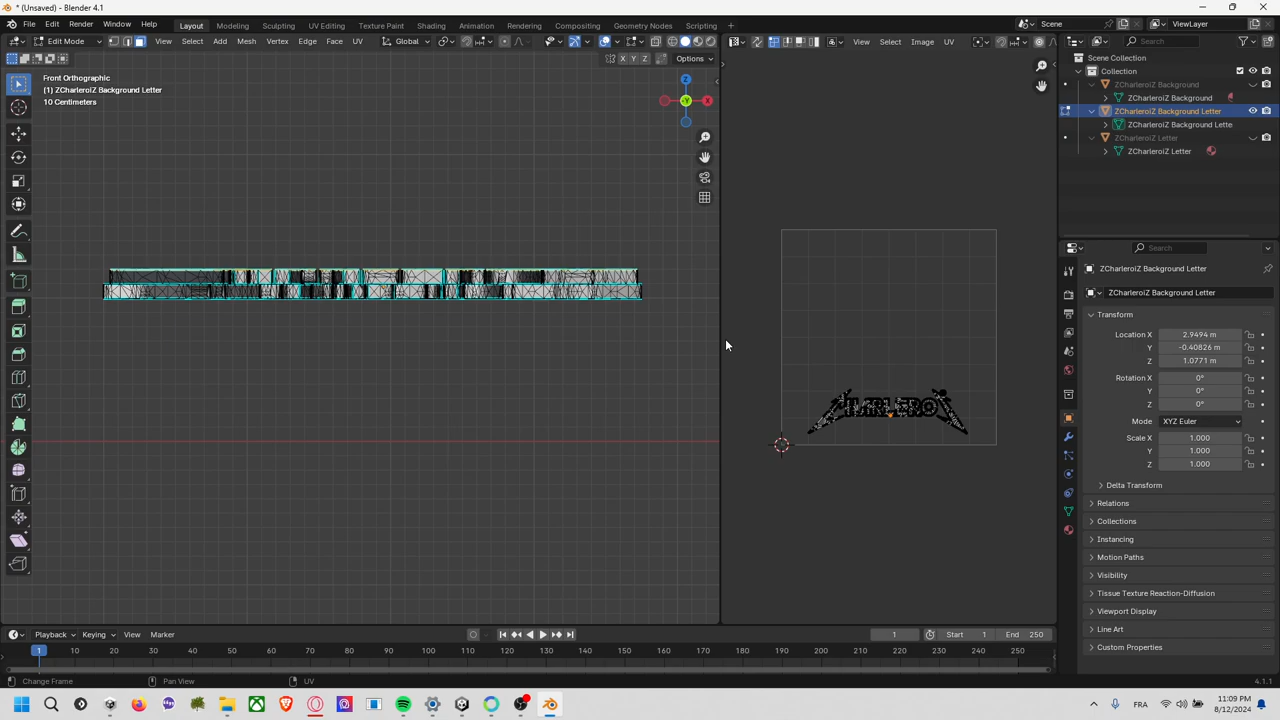 * (Unsaved) - Blender 4.1
File Edit Render Window Help Layout Modeling Sculpting UV Editing Texture Paint Shading Animation Rendering Compositing Geometry Nodes Scripting + Scene ViewLayer
Edit Mode View Select Add Mesh Vertex Edge Face UV Global View Select Image UV Search
X Y Z Options
Front Orthographic
(1) ZCharleroiZ Background Letter
10 Centimeters
Z
Y X
Scene Collection
Collection
ZCharleroiZ Background
ZCharleroiZ Background
ZCharleroiZ Background Letter
ZCharleroiZ Background Lette
ZCharleroiZ Letter
ZCharleroiZ Letter
Search
ZCharleroiZ Background Letter
ZCharleroiZ Background Letter
Transform
Location X 2.9494 m
Y -0.40826 m
Z 1.0771 m
Rotation X 0°
Y 0°
Z 0°
Mode XYZ Euler
Scale X 1.000
Y 1.000
Z 1.000
Delta Transform
Relations
Collections
Instancing
Motion Paths
Visibility
Tissue Texture Reaction-Diffusion
Viewport Display
Line Art
Custom Properties
Playback Keying View Marker 1 Start 1 End 250
1 10 20 30 40 50 60 70 80 90 100 110 120 130 140 150 160 170 180 190 200 210 220 230 240 250
Change Frame Pan View UV 4.1.1
FRA 11:09 PM
8/12/2024